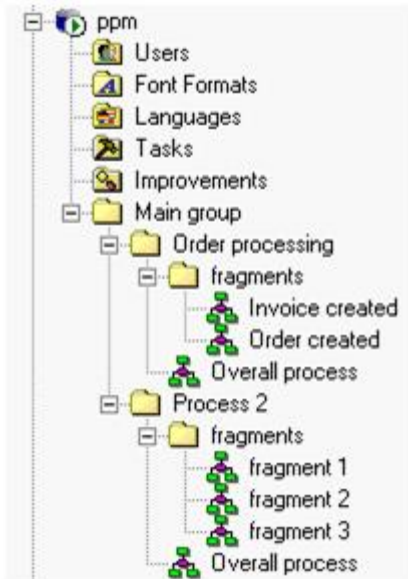 ppm
Users
Font Formats
Languages
Tasks
Improvements
Main group
Order processing
fragments
Invoice created
Order created
Overall process
Process 2
fragments
fragment 1
fragment 2
fragment 3
Overall process